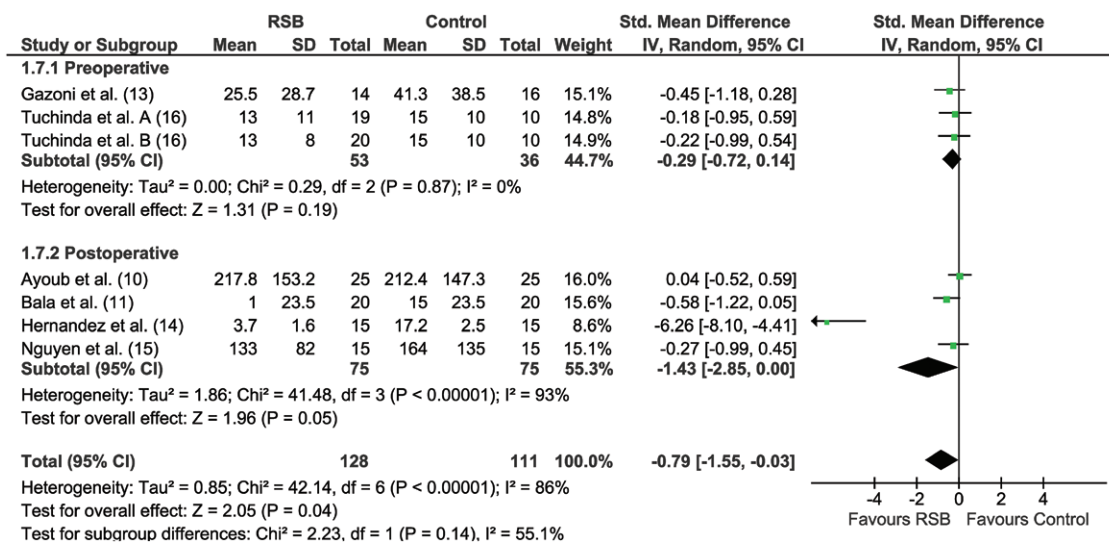 RSB Control Std. Mean Difference Std. Mean Difference
Study or Subgroup Mean SD Total Mean SD Total Weight IV, Random, 95% CI IV, Random, 95% CI
1.7.1 Preoperative
Gazoni et al. (13) 25.5 28.7 14 41.3 38.5 16 15.1% -0.45 [-1.18, 0.28]
Tuchinda et al. A (16) 13 11 19 15 10 10 14.8% -0.18 [-0.95, 0.59]
Tuchinda et al. B (16) 13 8 20 15 10 10 14.9% -0.22 [-0.99, 0.54]
Subtotal (95% CI) 53 36 44.7% -0.29 [-0.72, 0.14]
Heterogeneity: Tau² = 0.00; Chi² = 0.29, df = 2 (P = 0.87); I² = 0%
Test for overall effect: Z = 1.31 (P = 0.19)
1.7.2 Postoperative
Ayoub et al. (10) 217.8 153.2 25 212.4 147.3 25 16.0% 0.04 [-0.52, 0.59]
Bala et al. (11) 1 23.5 20 15 23.5 20 15.6% -0.58 [-1.22, 0.05]
Hernandez et al. (14) 3.7 1.6 15 17.2 2.5 15 8.6% -6.26 [-8.10, -4.41]
Nguyen et al. (15) 133 82 15 164 135 15 15.1% -0.27 [-0.99, 0.45]
Subtotal (95% CI) 75 75 55.3% -1.43 [-2.85, 0.00]
Heterogeneity: Tau² = 1.86; Chi² = 41.48, df = 3 (P < 0.00001); I² = 93%
Test for overall effect: Z = 1.96 (P = 0.05)
Total (95% CI) 128 111 100.0% -0.79 [-1.55, -0.03]
Heterogeneity: Tau² = 0.85; Chi² = 42.14, df = 6 (P < 0.00001); I² = 86%
Test for overall effect: Z = 2.05 (P = 0.04)
Test for subgroup differences: Chi² = 2.23, df = 1 (P = 0.14), I² = 55.1%
-4 -2 0 2 4
Favours RSB Favours Control